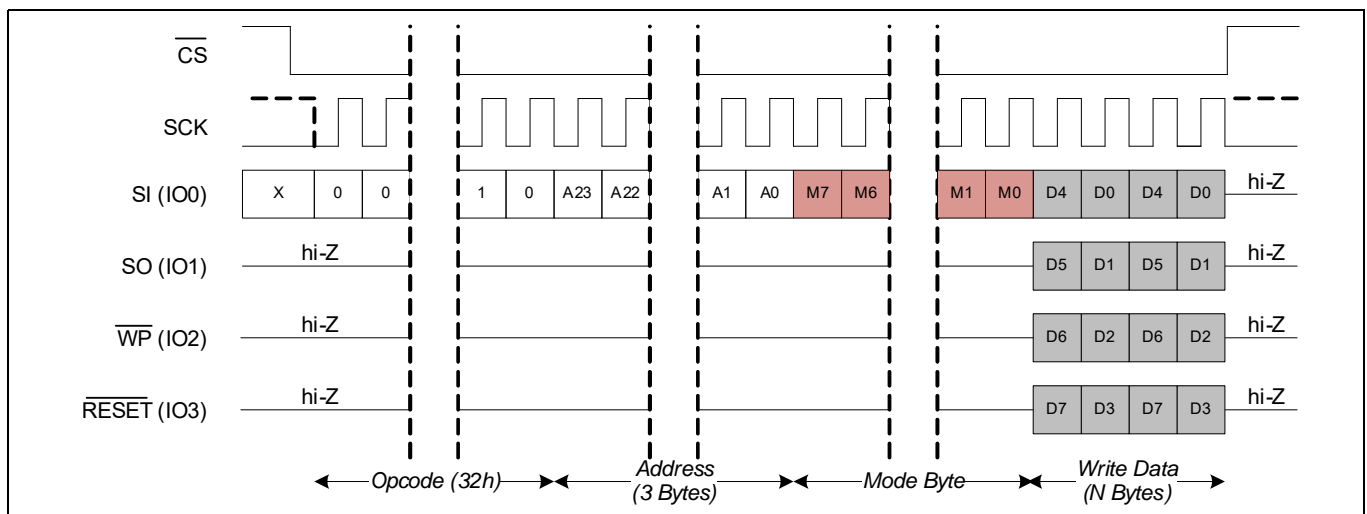 CS
SCK
SI (IO0) X 0 0 1 0 A23 A22 A1 A0 M7 M6 M1 M0 D4 D0 D4 D0 hi-Z
SO (IO1) hi-Z D5 D1 D5 D1 hi-Z
WP (IO2) hi-Z D6 D2 D6 D2 hi-Z
RESET (IO3) hi-Z D7 D3 D7 D3 hi-Z
Opcode (32h) Address Mode Byte Write Data
(3 Bytes) (N Bytes)